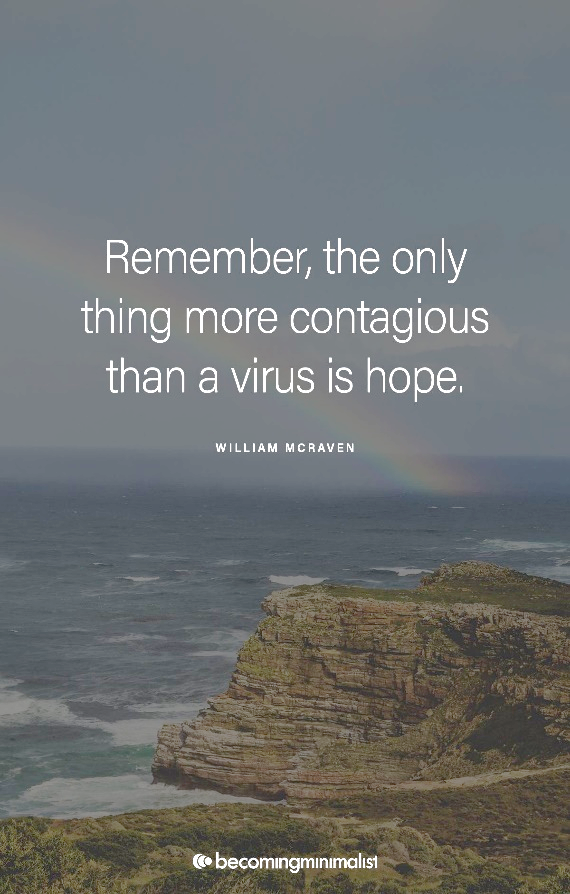 Remember, the only
thing more contagious
than a virus is hope.
WILLIAM MCRAVEN
becomingminimalist